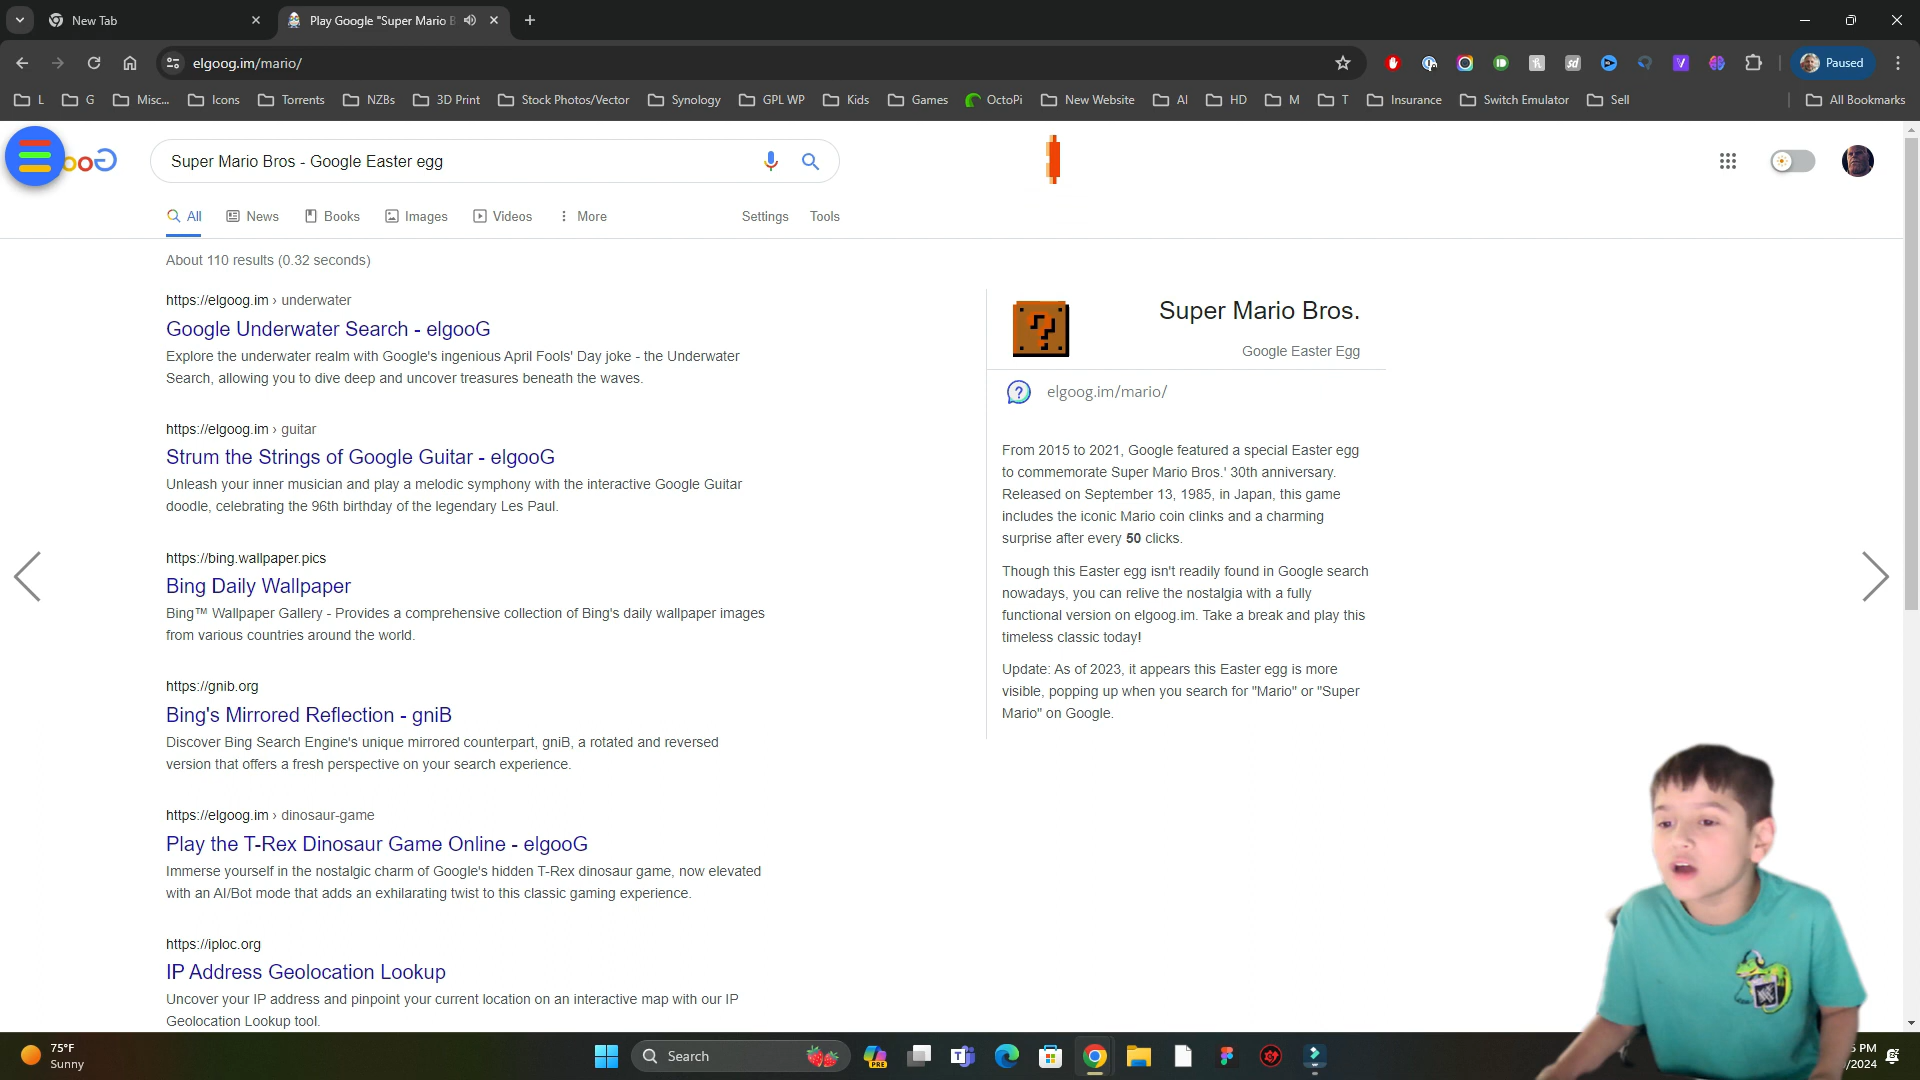 New Tab
Play Google "Super Mario B
elgoog.im/mario/
Paused
L
G
Misc...
Icons
Torrents
NZBs
3D Print
Stock Photos/Vector
Synology
GPL WP
Kids
Games
OctoPi
New Website
AI
HD
M
T
Insurance
Switch Emulator
Sell
All Bookmarks
Super Mario Bros - Google Easter egg
All
News
Books
Images
Videos
More
Settings
Tools
About 110 results (0.32 seconds)
https://elgoog.im › underwater
Google Underwater Search - elgooG
Explore the underwater realm with Google's ingenious April Fools' Day joke - the Underwater
Search, allowing you to dive deep and uncover treasures beneath the waves.
https://elgoog.im › guitar
Strum the Strings of Google Guitar - elgooG
Unleash your inner musician and play a melodic symphony with the interactive Google Guitar
doodle, celebrating the 96th birthday of the legendary Les Paul.
https://bing.wallpaper.pics
Bing Daily Wallpaper
Bing™ Wallpaper Gallery - Provides a comprehensive collection of Bing's daily wallpaper images
from various countries around the world.
https://gnib.org
Bing's Mirrored Reflection - gniB
Discover Bing Search Engine's unique mirrored counterpart, gniB, a rotated and reversed
version that offers a fresh perspective on your search experience.
https://elgoog.im › dinosaur-game
Play the T-Rex Dinosaur Game Online - elgooG
Immerse yourself in the nostalgic charm of Google's hidden T-Rex dinosaur game, now elevated
with an AI/Bot mode that adds an exhilarating twist to this classic gaming experience.
https://iploc.org
IP Address Geolocation Lookup
Uncover your IP address and pinpoint your current location on an interactive map with our IP
Geolocation Lookup tool.
Super Mario Bros.
Google Easter Egg
elgoog.im/mario/
From 2015 to 2021, Google featured a special Easter egg
to commemorate Super Mario Bros.' 30th anniversary.
Released on September 13, 1985, in Japan, this game
includes the iconic Mario coin clinks and a charming
surprise after every 50 clicks.
Though this Easter egg isn't readily found in Google search
nowadays, you can relive the nostalgia with a fully
functional version on elgoog.im. Take a break and play this
timeless classic today!
Update: As of 2023, it appears this Easter egg is more
visible, popping up when you search for "Mario" or "Super
Mario" on Google.
75°F
Sunny
Search
PRE
5 PM
/2024